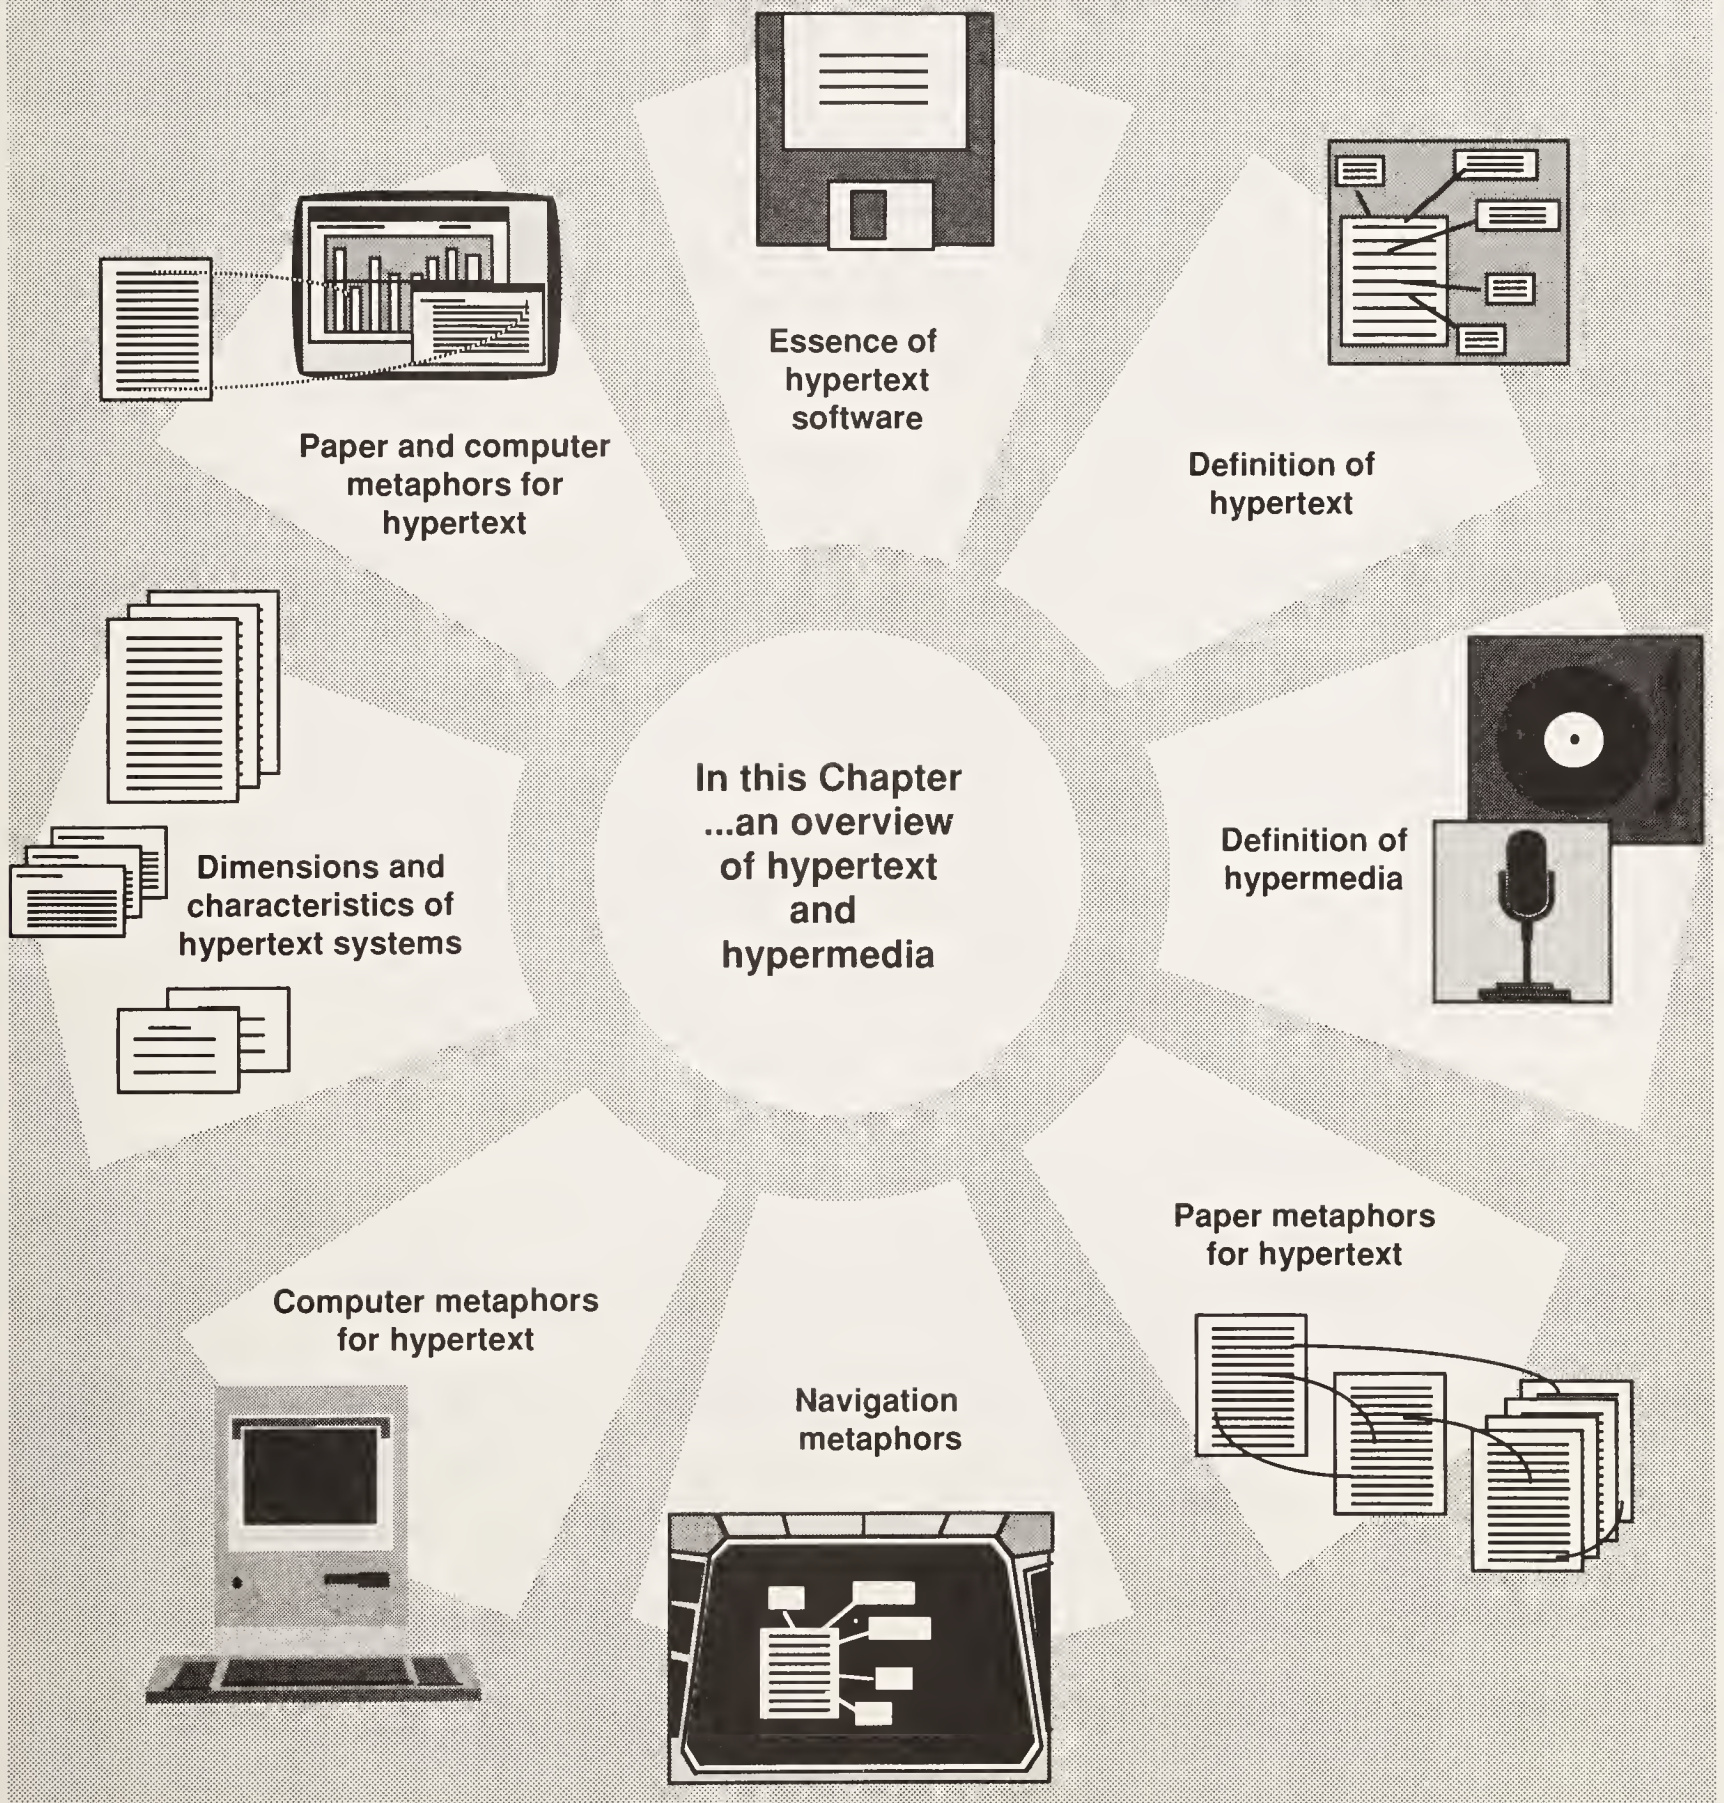 Essence of
hypertext
software
Definition of
hypertext
Definition of
hypermedia
Paper metaphors
for hypertext
Navigation
metaphors
Computer metaphors
for hypertext
Dimensions and
characteristics of
hypertext systems
Paper and computer
metaphors for
hypertext
In this Chapter
...an overview
of hypertext
and
hypermedia